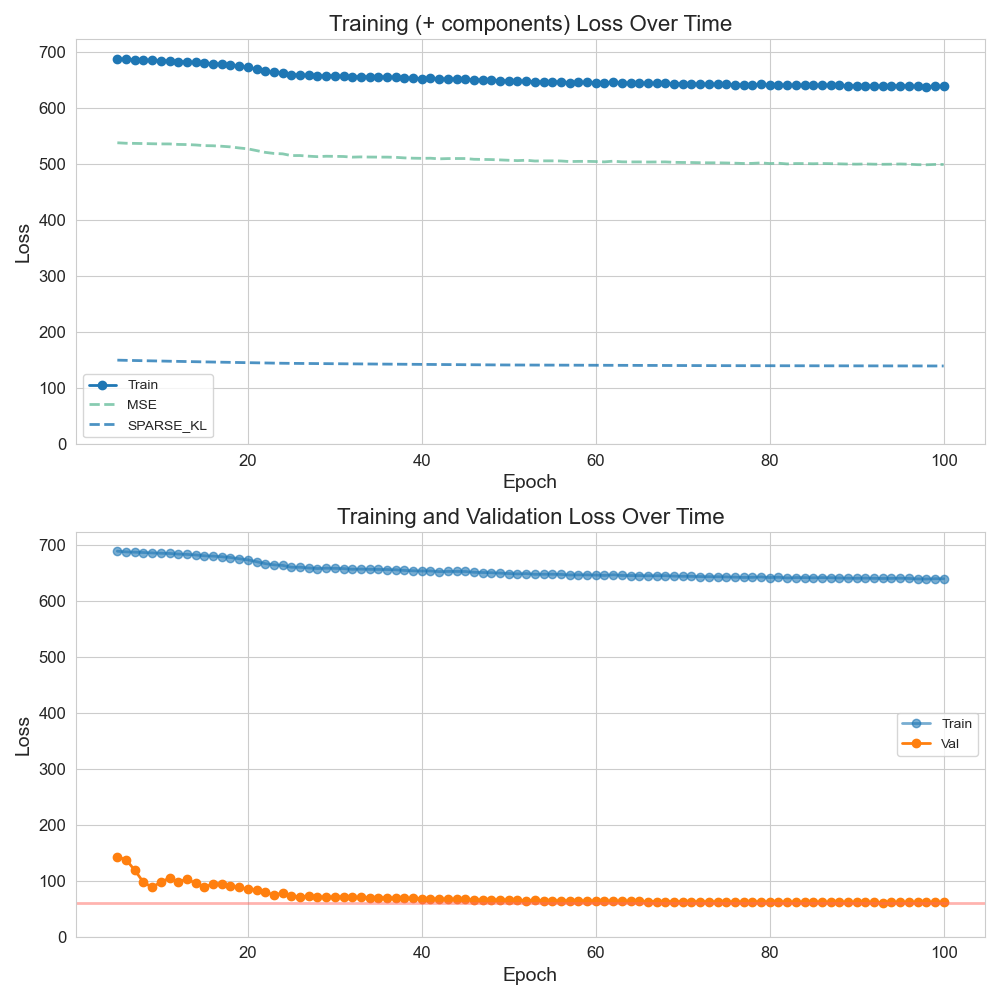 Training (+ components) Loss Over Time
700
600
500
400
300
200
100
0
Loss
Train
MSE
SPARSE_KL
20 40 60 80 100
Epoch
Training and Validation Loss Over Time
700
600
500
400
300
200
100
0
Loss
Train
Val
20 40 60 80 100
Epoch